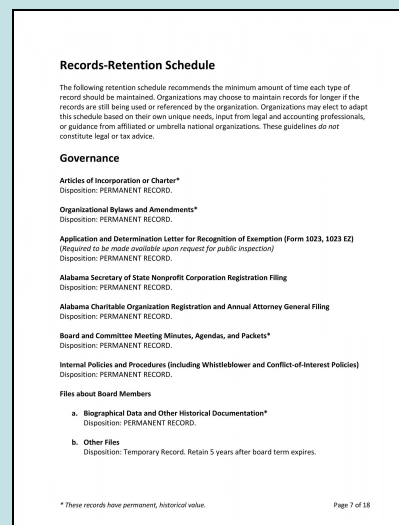 Records-Retention Schedule
The following retention schedule recommends the minimum amount of time each type of
record should be maintained. Organizations may choose to maintain records for longer if the
records are still being used or referenced by the organization. Organizations may elect to adapt
this schedule based on their own unique needs, input from legal and accounting professionals,
or guidance from affiliated or umbrella national organizations. These guidelines do not
constitute legal or tax advice.
Governance
Articles of Incorporation or Charter*
Disposition: PERMANENT RECORD.
Organizational Bylaws and Amendments*
Disposition: PERMANENT RECORD.
Application and Determination Letter for Recognition of Exemption (Form 1023, 1023 EZ)
(Required to be made available upon request for public inspection)
Disposition: PERMANENT RECORD.
Alabama Secretary of State Nonprofit Corporation Registration Filing
Disposition: PERMANENT RECORD.
Alabama Charitable Organization Registration and Annual Attorney General Filing
Disposition: PERMANENT RECORD.
Board and Committee Meeting Minutes, Agendas, and Packets*
Disposition: PERMANENT RECORD.
Internal Policies and Procedures (including Whistleblower and Conflict-of-Interest Policies)
Disposition: PERMANENT RECORD.
Files about Board Members
a. Biographical Data and Other Historical Documentation*
Disposition: PERMANENT RECORD.
b. Other Files
Disposition: Temporary Record. Retain 5 years after board term expires.
* These records have permanent, historical value. Page 7 of 18